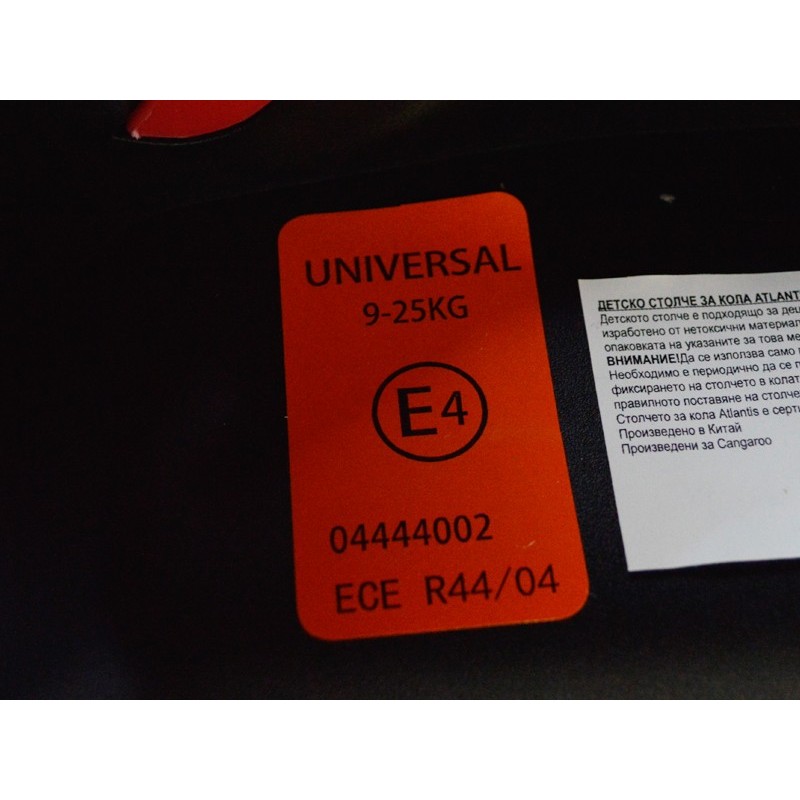 UNIVERSAL
9-25KG
E4
04444002
ECE R44/04
ДЕТСКО СТОЛЧЕ ЗА КОЛА ATLANT
Детското столче е подходящо за дец
изработено от нетоксични материал
опаковката на указаните за това ме
ВНИМАНИЕ!Да се използва само
Необходимо е периодично да се п
фиксирането на столчето в колат
правилното поставяне на столче
Столчето за кола Atlantis е серти
Произведено в Китай
Произведени за Cangaroo